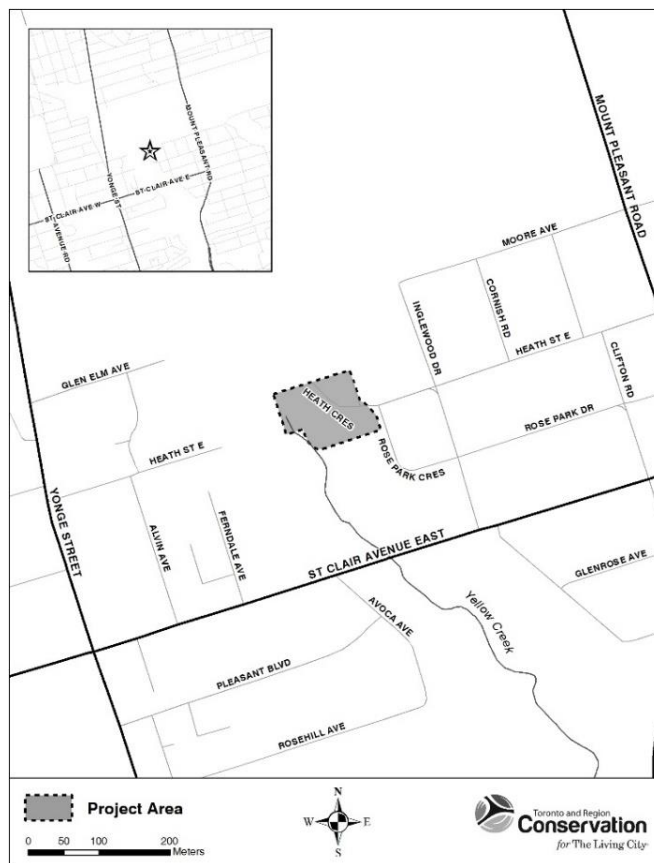 ST CLAIR AVE W
ST-CLAIR-AVE-E
YONGE ST
AVENUE RD
MOUNT PLEASANT RD
MOUNT PLEASANT ROAD
MOORE AVE
INGLEWOOD DR
CORNISH RD
HEATH ST E
CLIFTON RD
GLEN ELM AVE
HEATH CRES
ROSE PARK DR
ROSE PARK CRES
HEATH ST E
YONGE STREET
ALVIN AVE
FERNDALE AVE
ST CLAIR AVENUE EAST
GLENROSE AVE
AVOCA AVE
Yellow Creek
PLEASANT BLVD
ROSEHILL AVE
Project Area
0 50 100 200
Meters
N
W E
S
Toronto and Region
Conservation
for The Living City